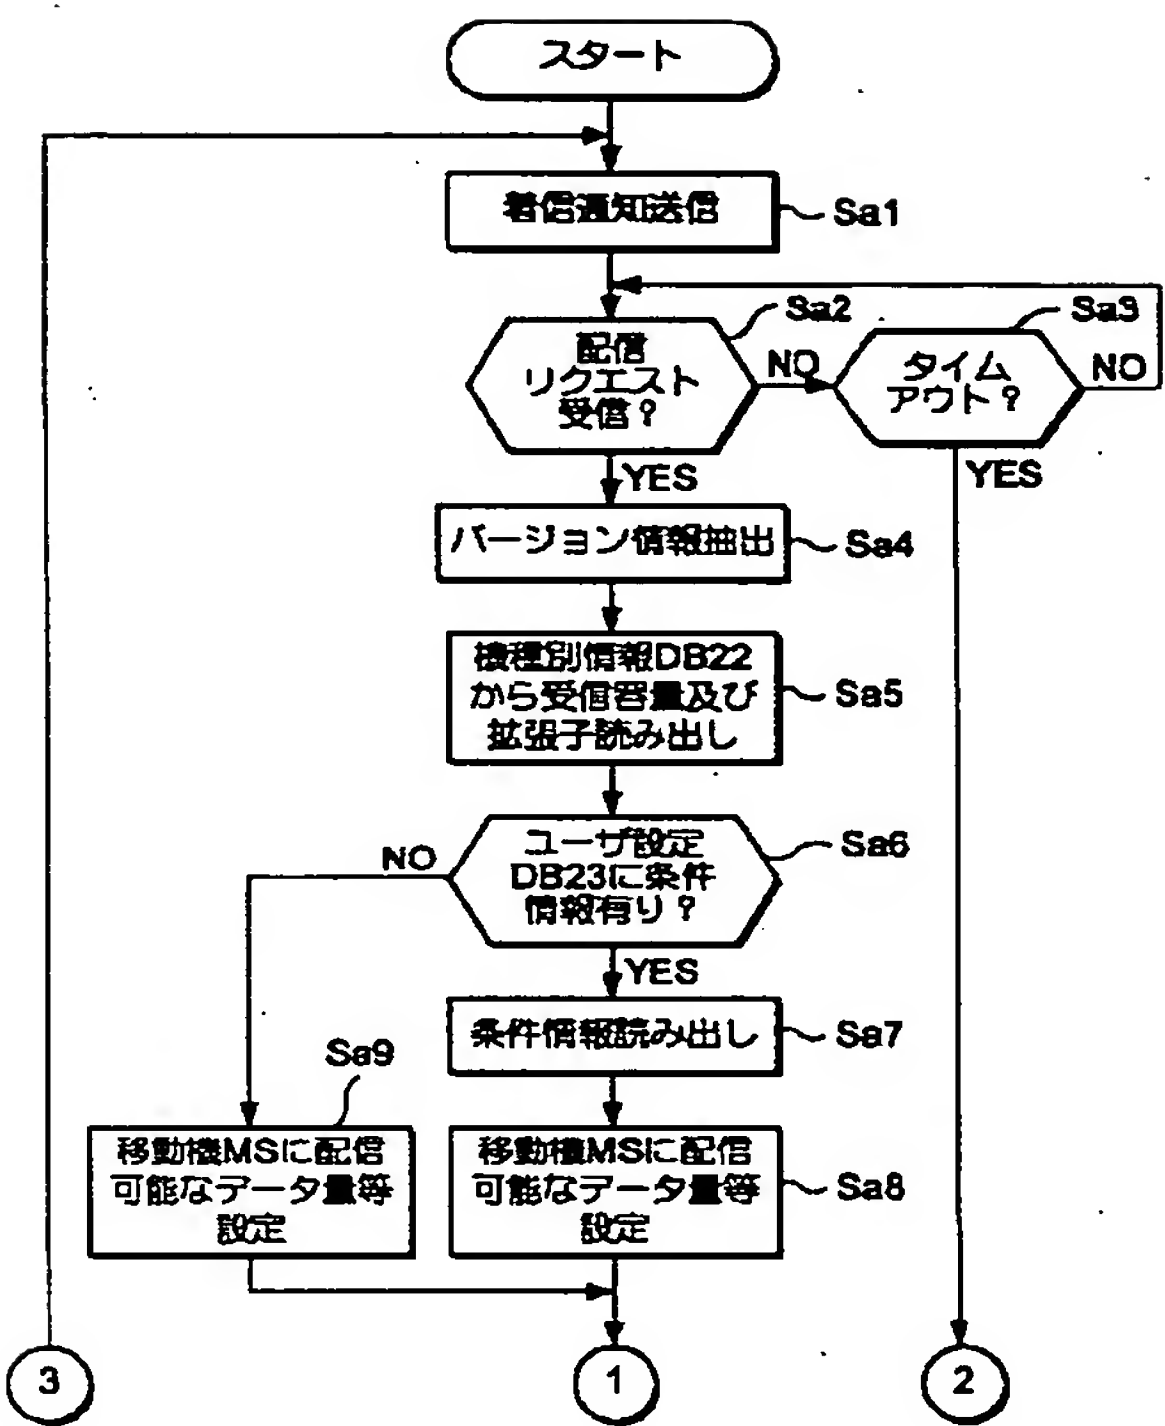 スタート
着信通知送信
Sa1
配信
リクエスト
受信?
Sa2
NO
タイム
アウト?
Sa3
NO
YES
YES
バージョン情報抽出
Sa4
機種別情報DB22
から受信容量及び
拡張子読み出し
Sa5
ユーザ設定
DB23に条件
情報有り?
Sa6
NO
YES
条件情報読み出し
Sa7
Sa9
移動機MSに配信
可能なデータ量等
設定
移動機MSに配信
可能なデータ量等
設定
Sa8
3
1
2